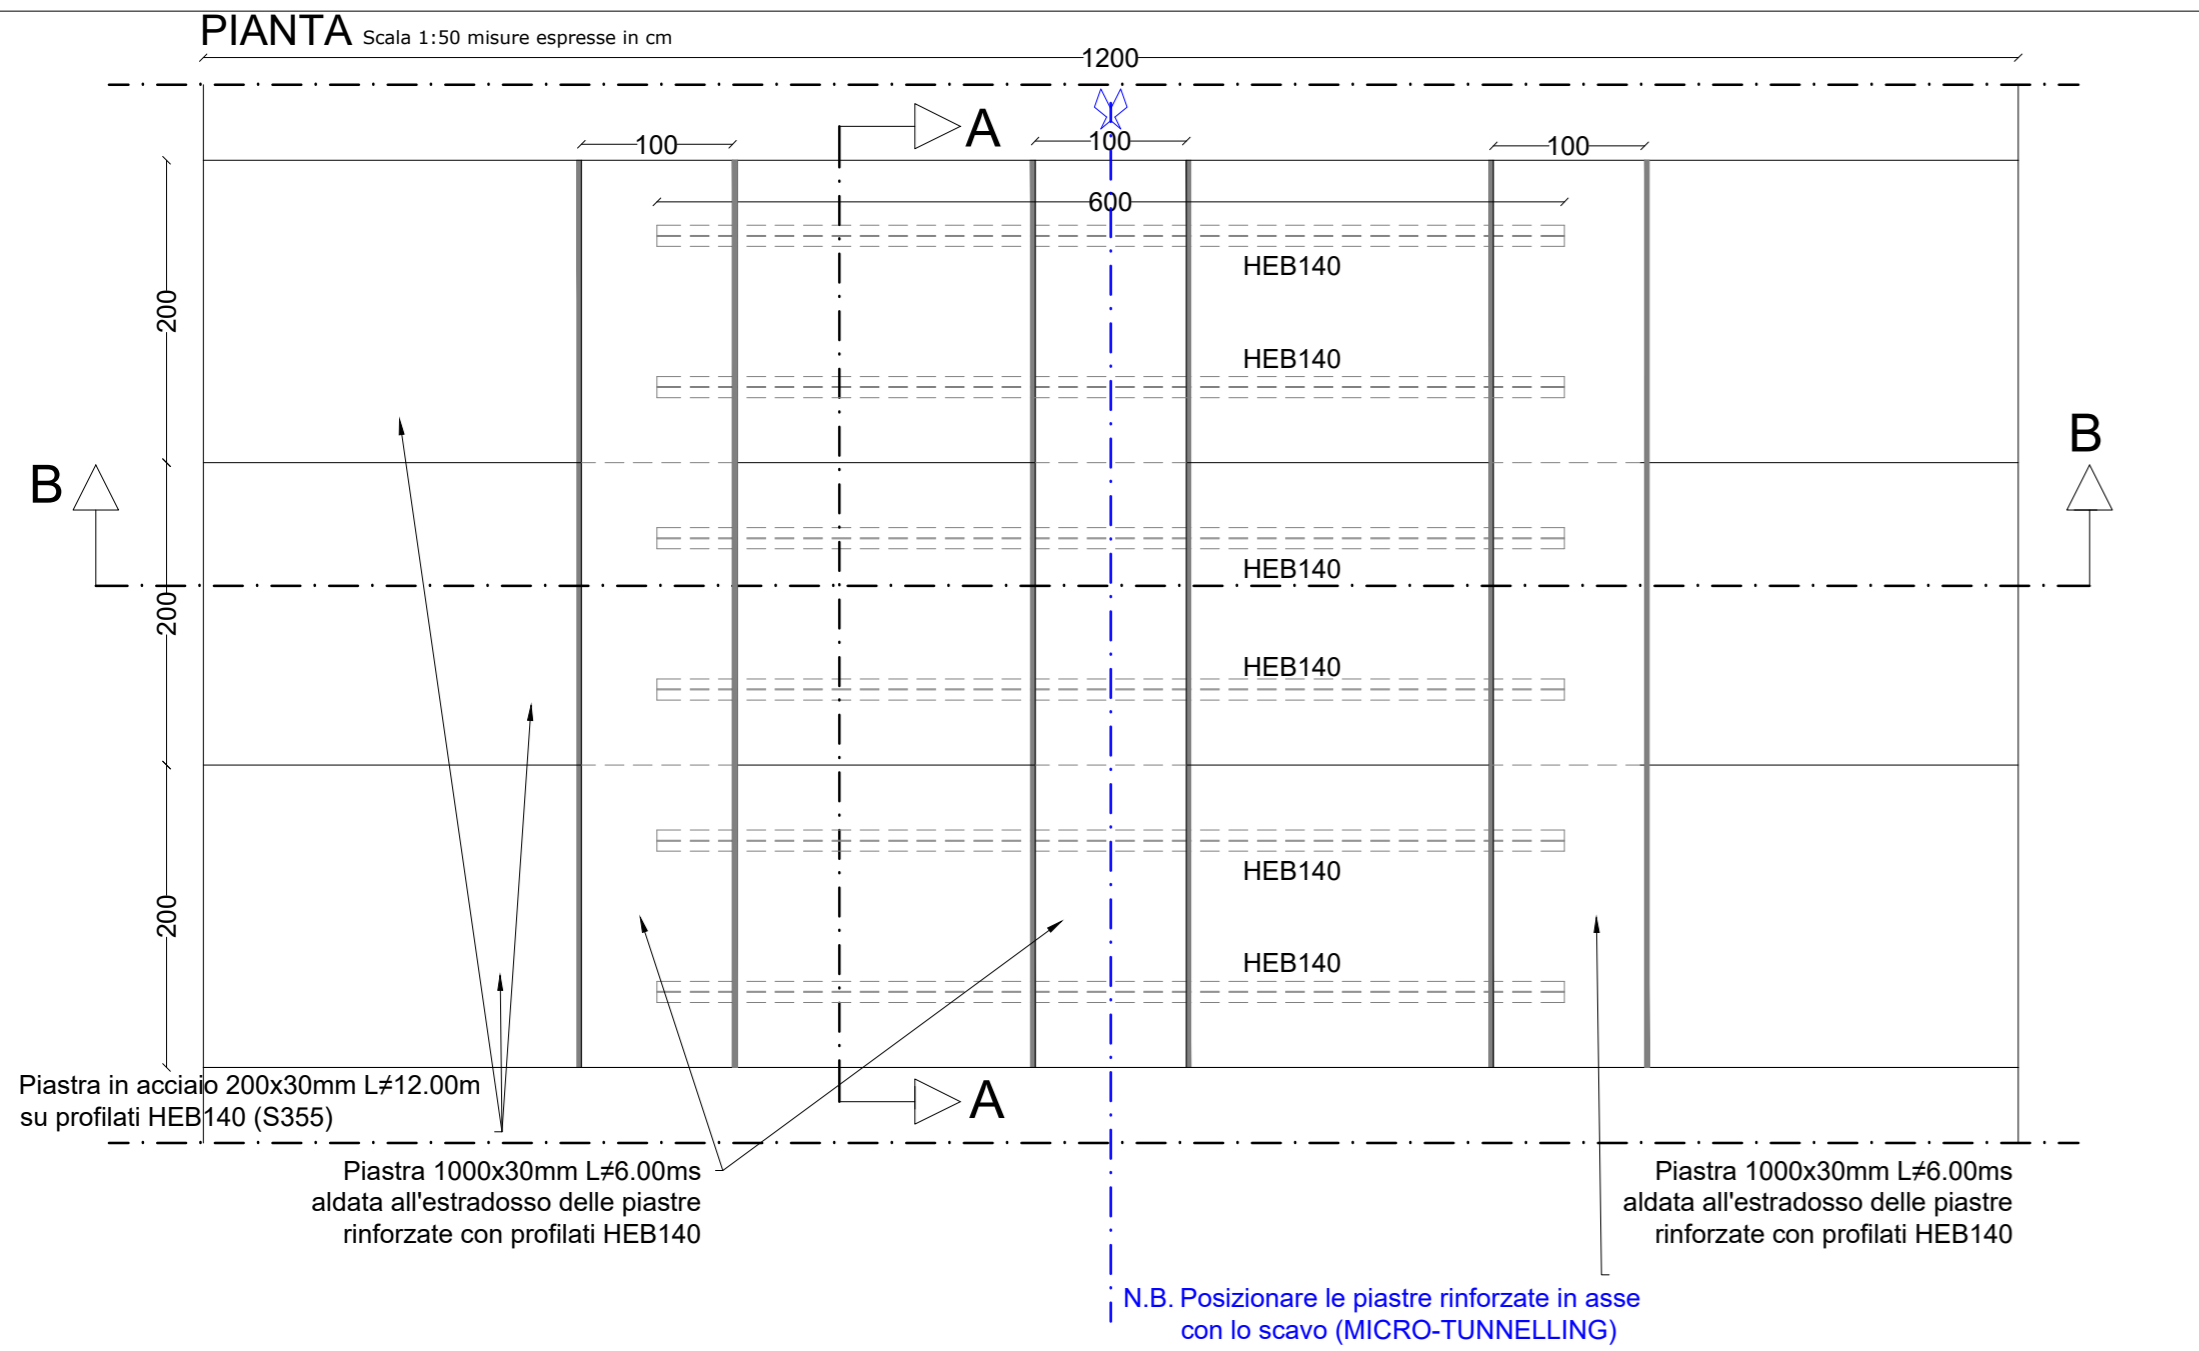 PIANTA Scala 1:50 misure espresse in cm
1200
A
100
100
100
600
HEB140
200
HEB140
B
B
HEB140
200
HEB140
HEB140
200
HEB140
Piastra in acciaio 200x30mm L≠12.00m
su profilati HEB140 (S355)
A
Piastra 1000x30mm L≠6.00ms
aldata all'estradosso delle piastre
rinforzate con profilati HEB140
Piastra 1000x30mm L≠6.00ms
aldata all'estradosso delle piastre
rinforzate con profilati HEB140
N.B. Posizionare le piastre rinforzate in asse
con lo scavo (MICRO-TUNNELLING)